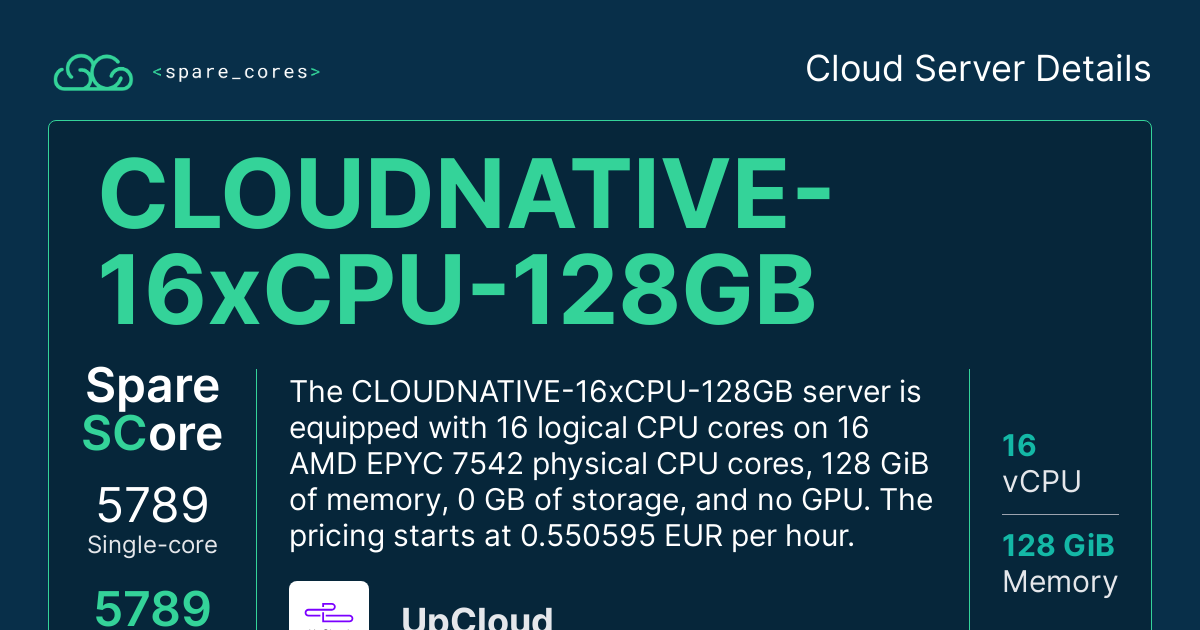 <spare_cores>
Cloud Server Details
CLOUDNATIVE-
16xCPU-128GB
Spare
SCore
5789
Single-core
5789
The CLOUDNATIVE-16xCPU-128GB server is
equipped with 16 logical CPU cores on 16
AMD EPYC 7542 physical CPU cores, 128 GiB
of memory, 0 GB of storage, and no GPU. The
pricing starts at 0.550595 EUR per hour.
UpCloud
16
vCPU
128 GiB
Memory